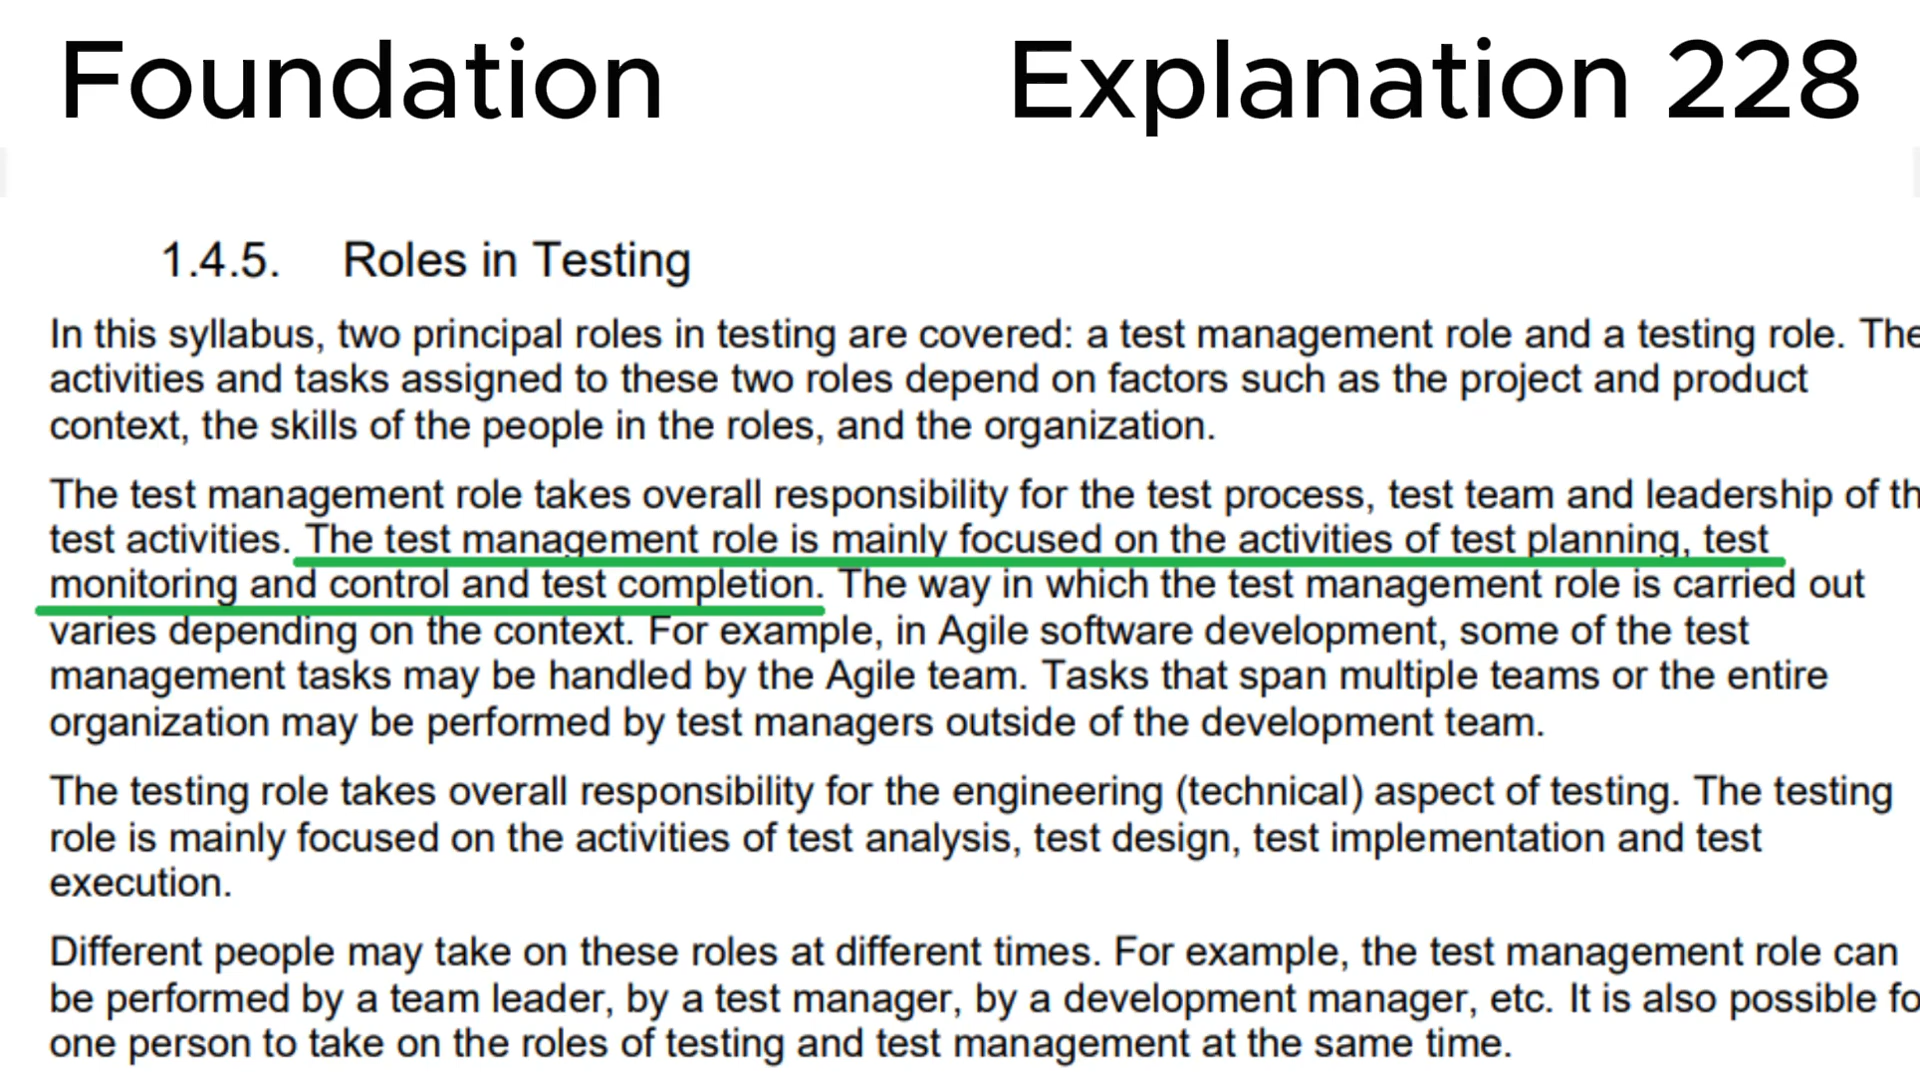 Foundation Explanation 228
1.4.5. Roles in Testing
In this syllabus, two principal roles in testing are covered: a test management role and a testing role. The
activities and tasks assigned to these two roles depend on factors such as the project and product
context, the skills of the people in the roles, and the organization.
The test management role takes overall responsibility for the test process, test team and leadership of th
test activities. The test management role is mainly focused on the activities of test planning, test
monitoring and control and test completion. The way in which the test management role is carried out
varies depending on the context. For example, in Agile software development, some of the test
management tasks may be handled by the Agile team. Tasks that span multiple teams or the entire
organization may be performed by test managers outside of the development team.
The testing role takes overall responsibility for the engineering (technical) aspect of testing. The testing
role is mainly focused on the activities of test analysis, test design, test implementation and test
execution.
Different people may take on these roles at different times. For example, the test management role can
be performed by a team leader, by a test manager, by a development manager, etc. It is also possible fo
one person to take on the roles of testing and test management at the same time.